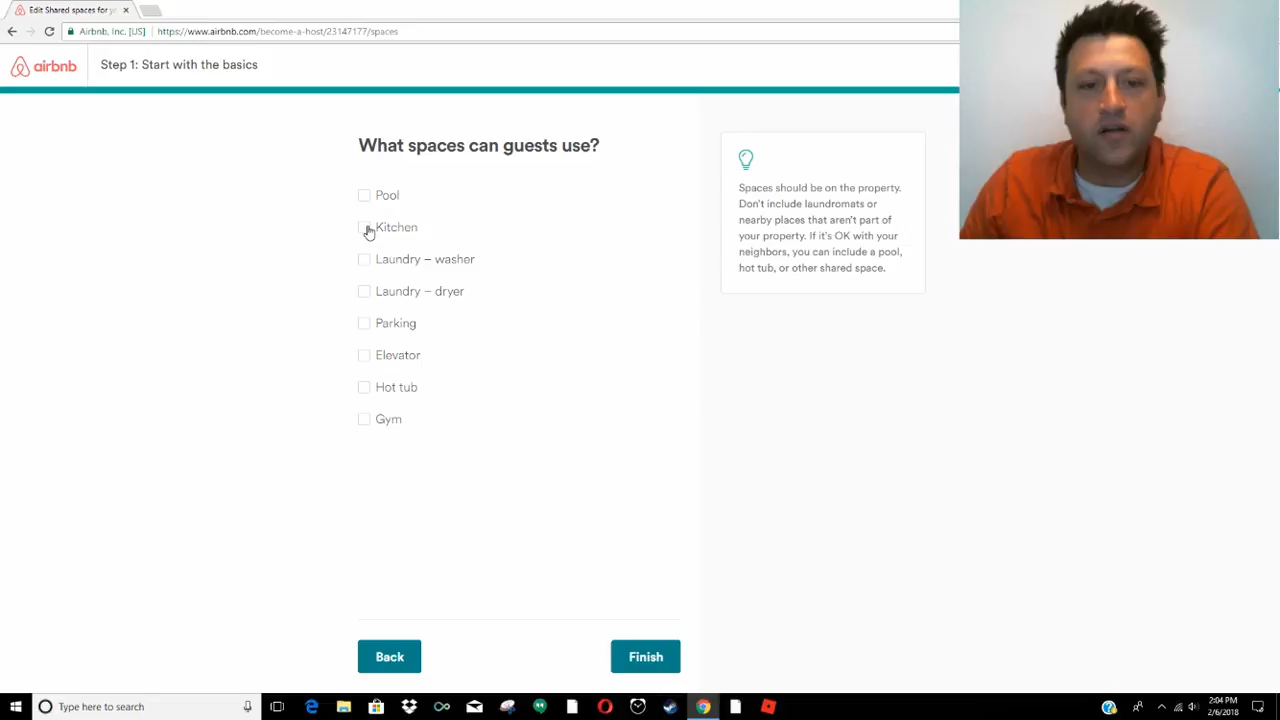 Edit Shared spaces for y
Airbnb, Inc. [US]
https://www.airbnb.com/become-a-host/23147177/spaces
airbnb
Step 1: Start with the basics
What spaces can guests use?
Pool
Kitchen
Laundry – washer
Laundry – dryer
Parking
Elevator
Hot tub
Gym
Spaces should be on the property.
Don't include laundromats or
nearby places that aren't part of
your property. If it's OK with your
neighbors, you can include a pool,
hot tub, or other shared space.
Back
Finish
Type here to search
2:04 PM
2/6/2018